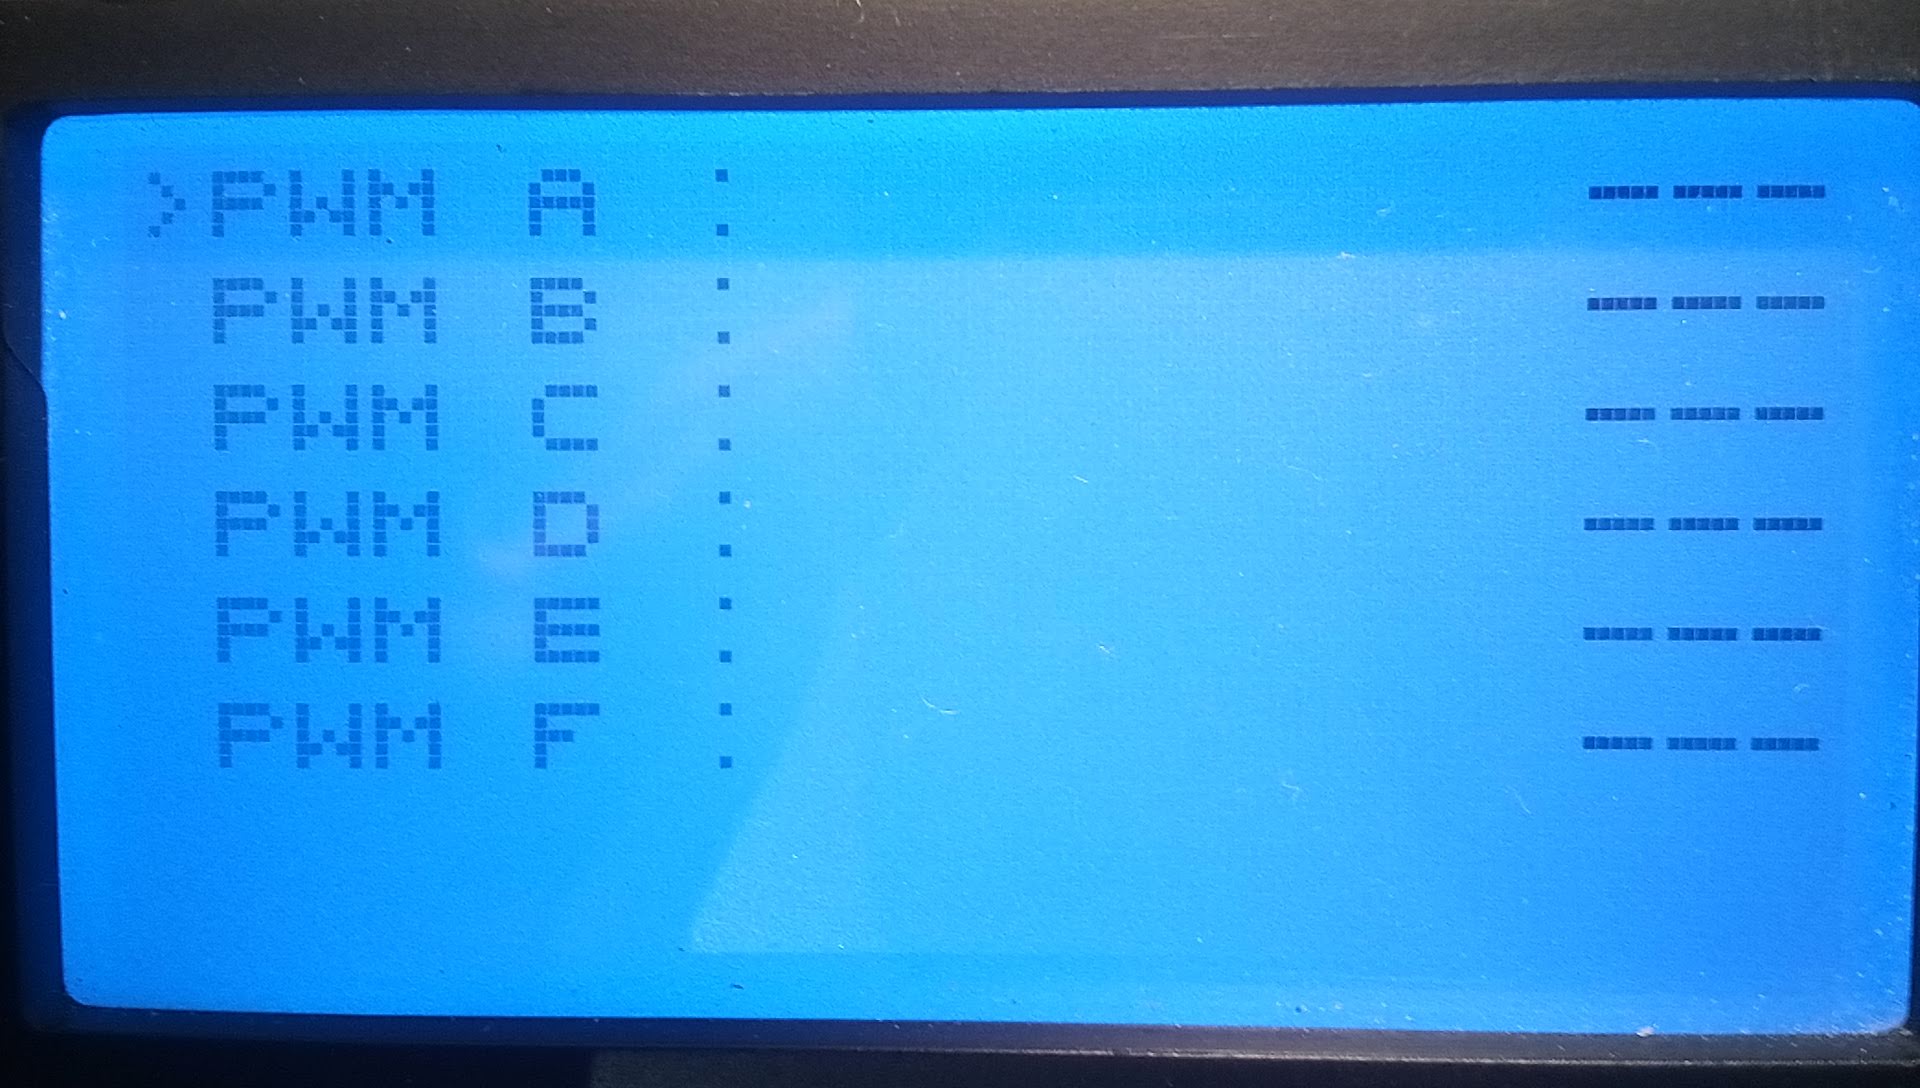 >PWM A : ---
PWM B : ---
PWM C : ---
PWM D : ---
PWM E : ---
PWM F : ---